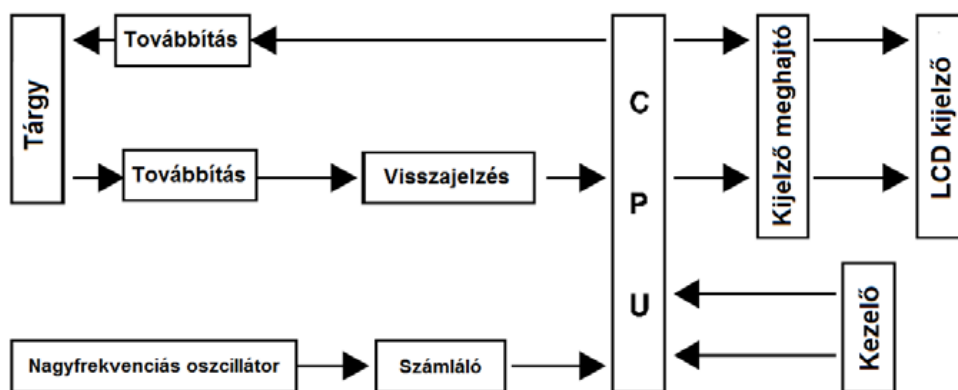 Tárgy
Továbbítás
Továbbítás
Visszajelzés
Nagyfrekvenciás oszcillátor
Számláló
C
P
U
Kijelző meghajtó
LCD kijelző
Kezelő